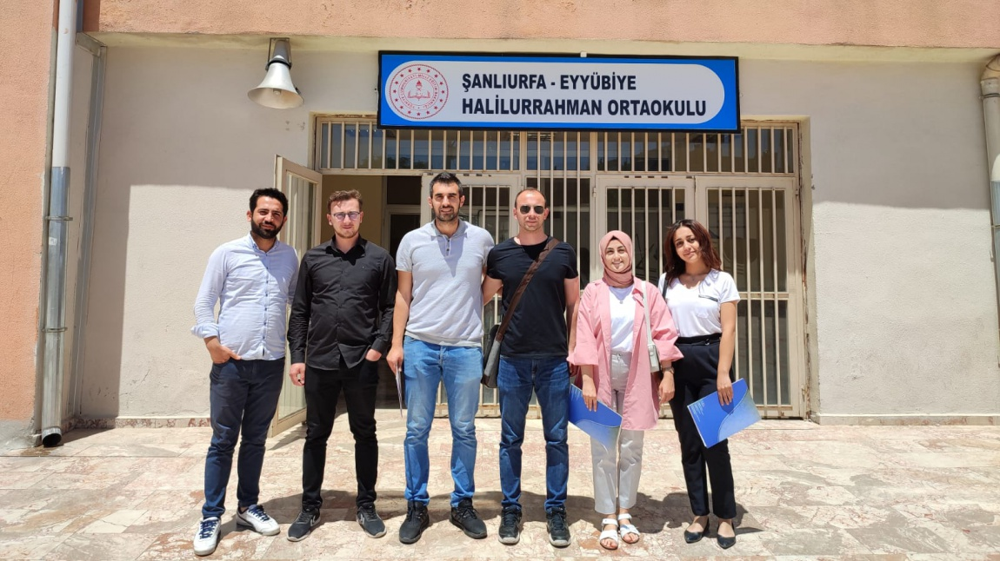 ŞANLIURFA - EYYÜBİYE
HALİLURRAHMAN ORTAOKULU